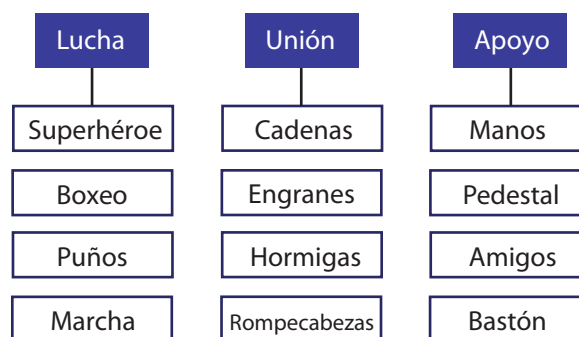 Lucha
Unión
Apoyo
Superhéroe
Cadenas
Manos
Boxeo
Engranes
Pedestal
Puños
Hormigas
Amigos
Marcha
Rompecabezas
Bastón